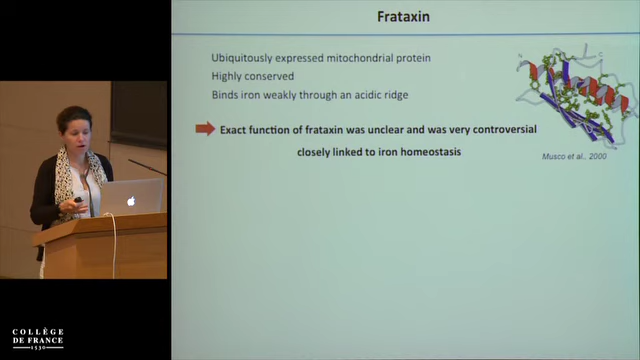 Frataxin
Ubiquitously expressed mitochondrial protein
Highly conserved
Binds iron weakly through an acidic ridge
Exact function of frataxin was unclear and was very controversial
closely linked to iron homeostasis
N
C
Musco et al., 2000
COLLÈGE
DE FRANCE
1530